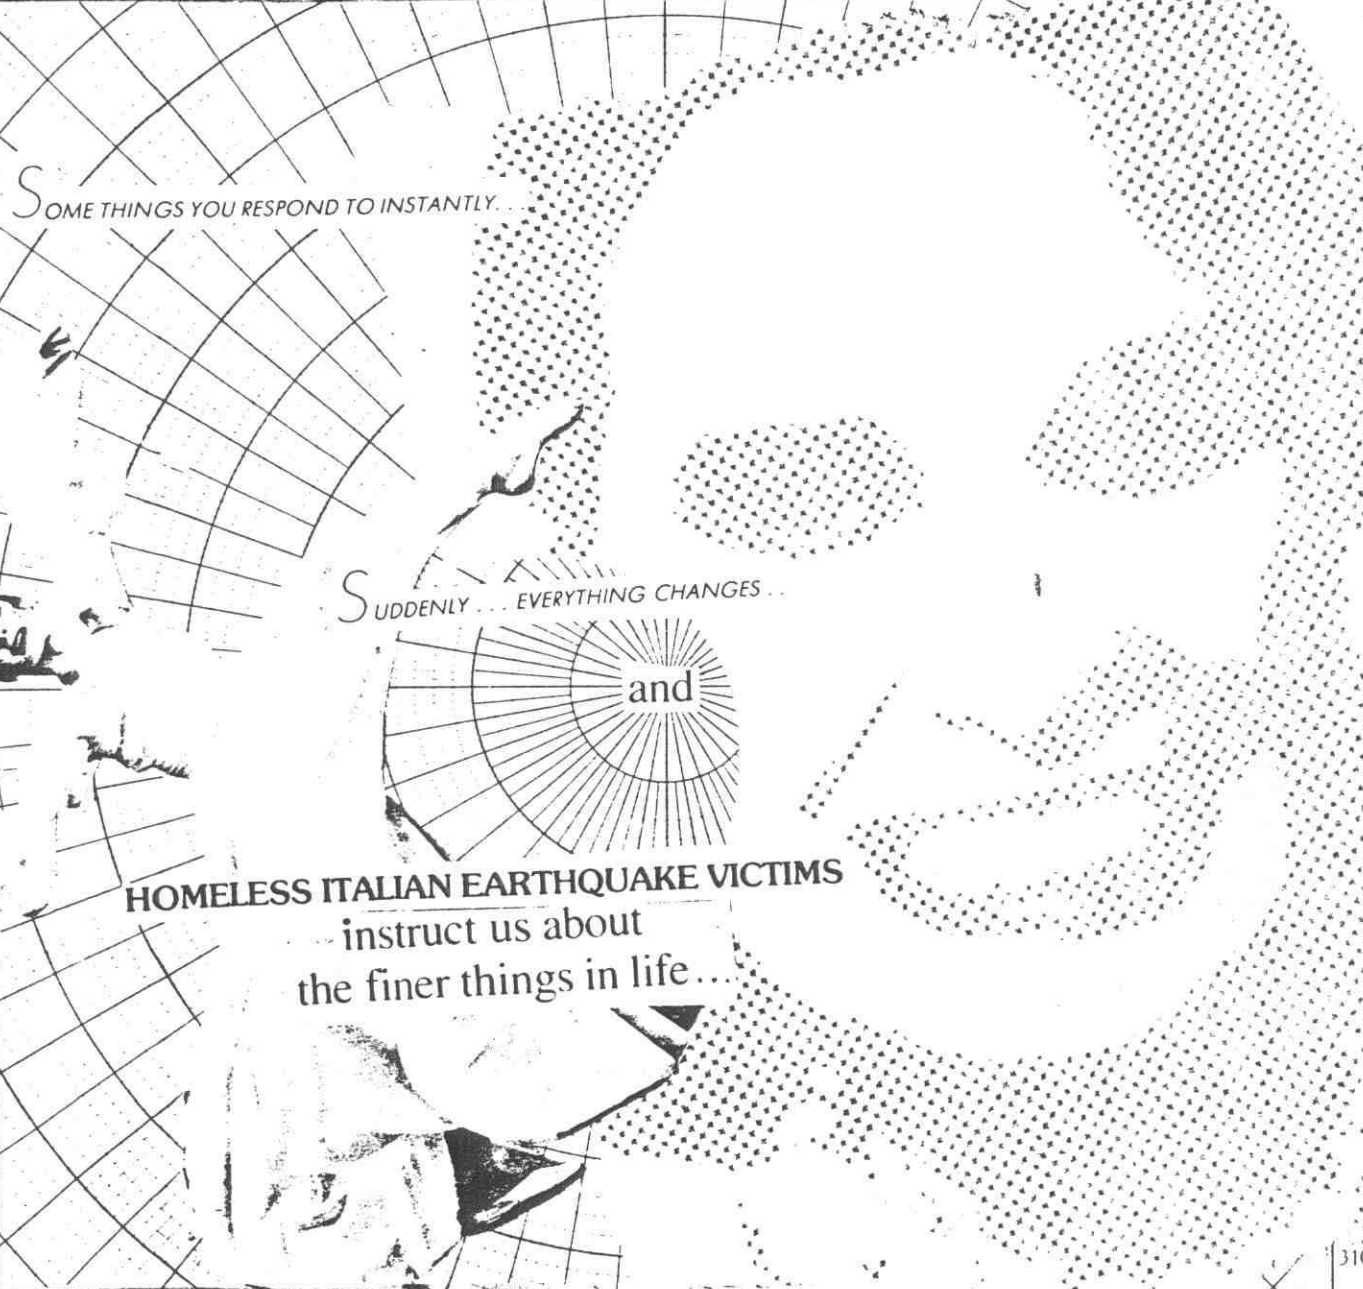 SOME THINGS YOU RESPOND TO INSTANTLY...
SUDDENLY... EVERYTHING CHANGES..
and
HOMELESS ITALIAN EARTHQUAKE VICTIMS
instruct us about
the finer things in life...